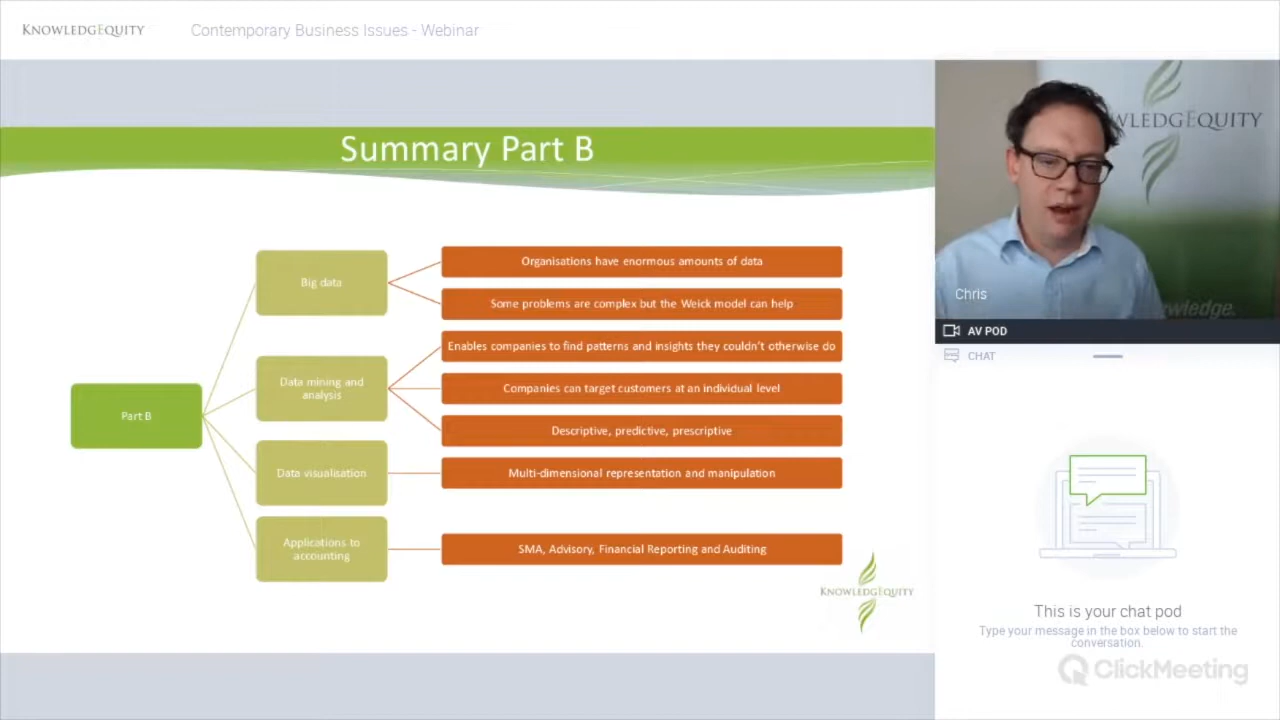 KNOWLEDGEQUITY
Contemporary Business Issues - Webinar
Summary Part B
Part B
Big data
Organisations have enormous amounts of data
Some problems are complex but the Weick model can help
Data mining and
analysis
Enables companies to find patterns and insights they couldn't otherwise do
Companies can target customers at an individual level
Descriptive, predictive, prescriptive
Data visualisation
Multi-dimensional representation and manipulation
Applications to
accounting
SMA, Advisory, Financial Reporting and Auditing
KNOWLEDGEQUITY
WLEDGEQUITY
wledge.
Chris
AV POD
CHAT
This is your chat pod
Type your message in the box below to start the
conversation.
ClickMeeting